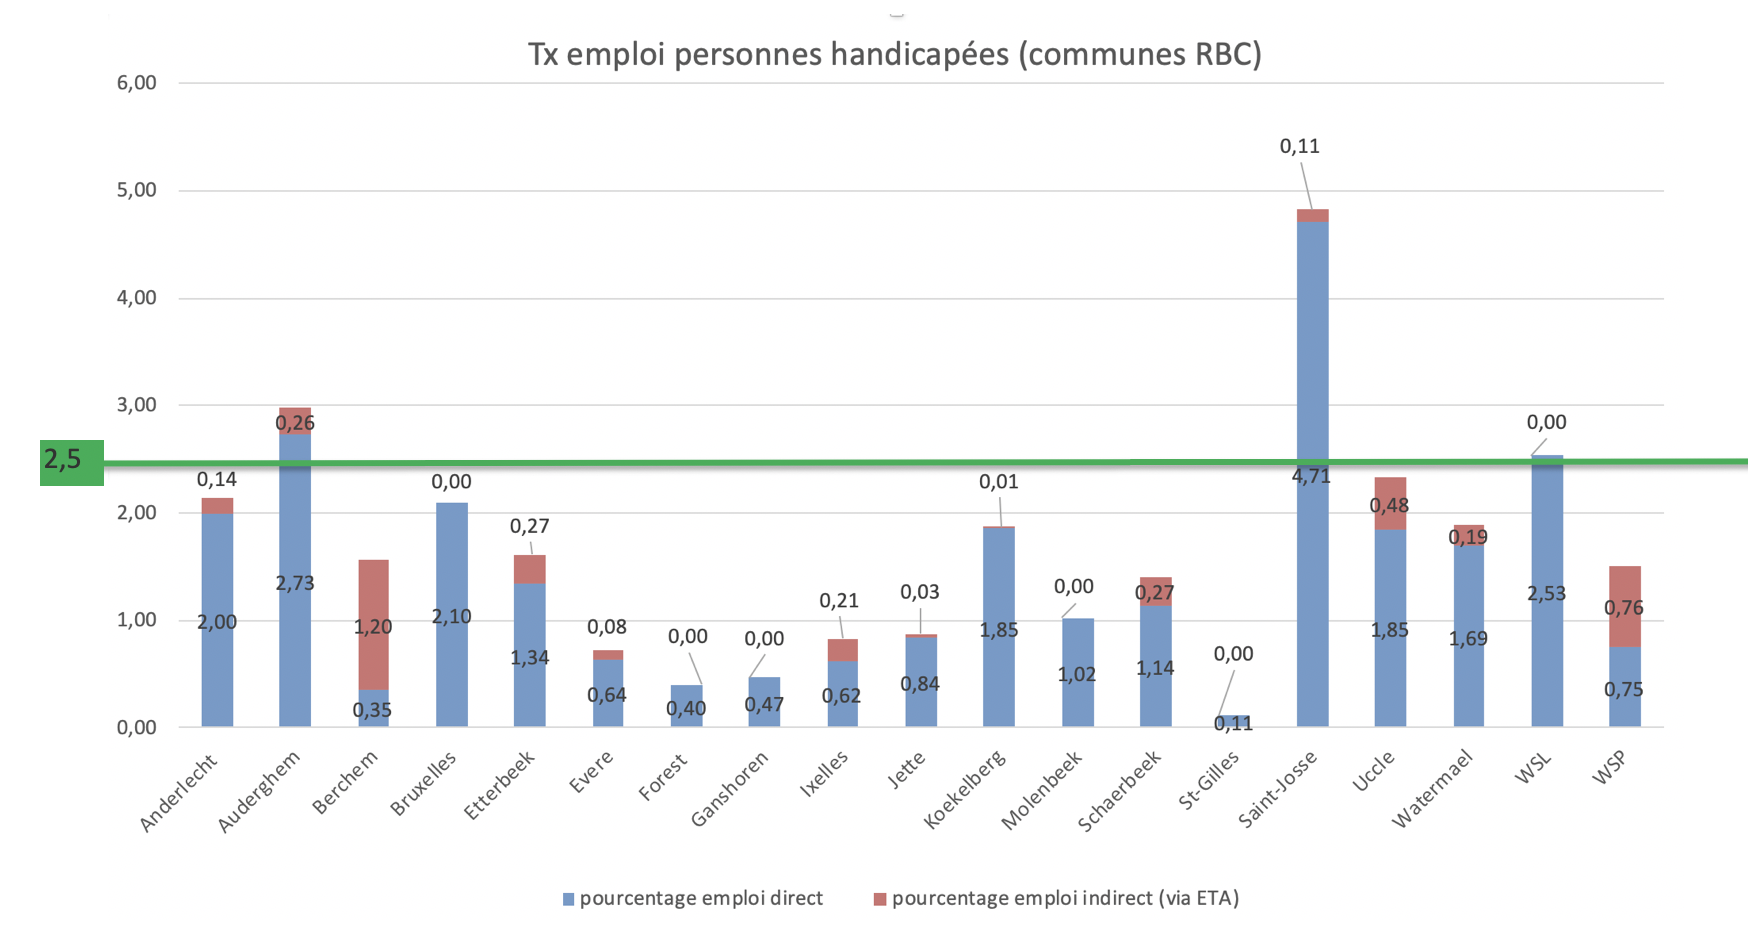 Tx emploi personnes handicapées (communes RBC)
6,00
5,00
4,00
3,00
2,00
1,00
0,00
2,5
0,14
2,00
0,26
2,73
1,20
0,35
0,00
2,10
0,27
1,34
0,08
0,64
0,00
0,40
0,00
0,47
0,21
0,62
0,03
0,84
0,01
1,85
0,00
1,02
0,27
1,14
0,00
0,11
0,11
4,71
0,48
1,85
0,19
1,69
0,00
2,53
0,76
0,75
Anderlecht
Auderghem
Berchem
Bruxelles
Etterbeek
Evere
Forest
Ganshoren
Ixelles
Jette
Koekelberg
Molenbeek
Schaerbeek
St-Gilles
Saint-Josse
Uccle
Watermael
WSL
WSP
pourcentage emploi direct
pourcentage emploi indirect (via ETA)